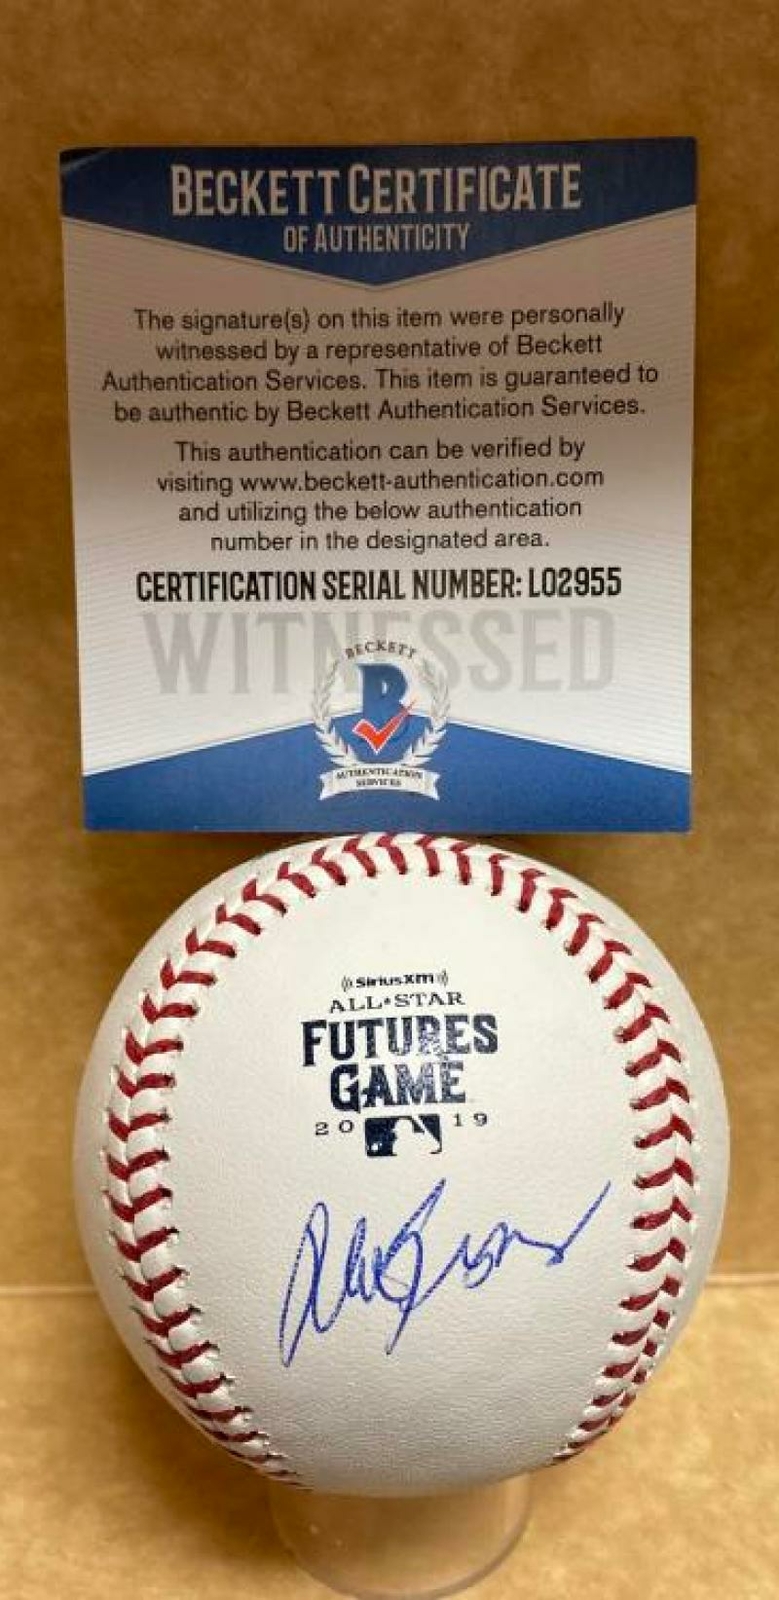 BECKETT CERTIFICATE
OF AUTHENTICITY
The signature(s) on this item were personally
witnessed by a representative of Beckett
Authentication Services. This item is guaranteed to
be authentic by Beckett Authentication Services.
This authentication can be verified by
visiting www.beckett-authentication.com
and utilizing the below authentication
number in the designated area.
CERTIFICATION SERIAL NUMBER: L02955
WITNESSED
BECKETT
B
AUTHENTICATION
SERVICES
SiriusXM
ALL★STAR
FUTURES
GAME
2019